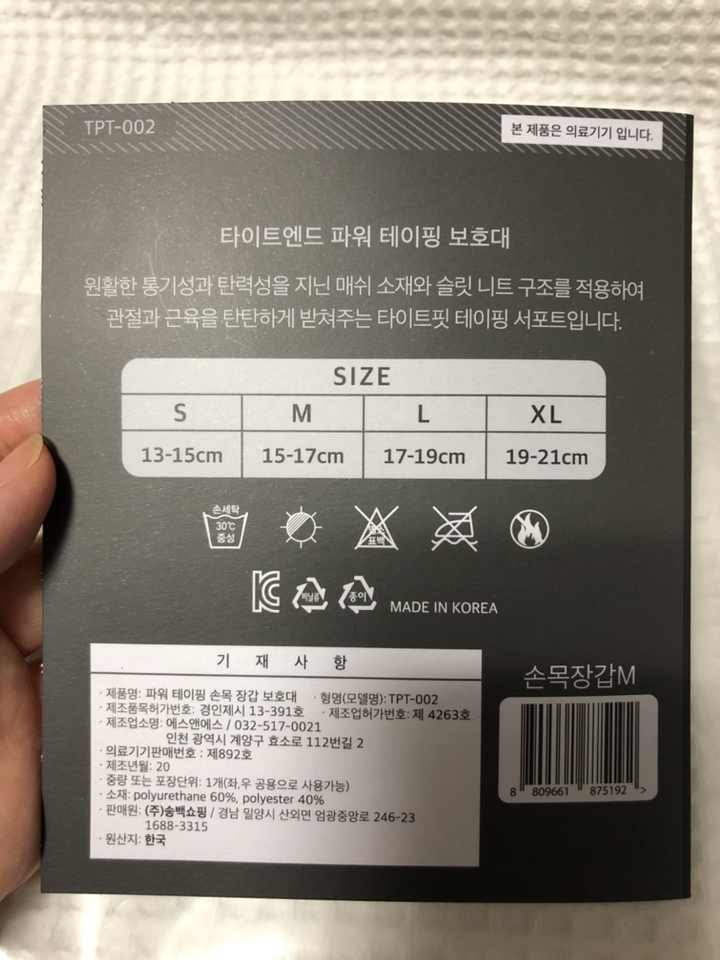 TPT-002
본 제품은 의료기기 입니다.
타이트엔드 파워 테이핑 보호대
원활한 통기성과 탄력성을 지닌 매쉬 소재와 슬릿 니트 구조를 적용하여
관절과 근육을 탄탄하게 받쳐주는 타이트핏 테이핑 서포트입니다.
SIZE
S M L XL
13-15cm 15-17cm 17-19cm 19-21cm
손세탁
30℃
중성
염소
표백
비닐류 종이 MADE IN KOREA
기 재 사 항
· 제품명: 파워 테이핑 손목 장갑 보호대 · 형명(모델명): TPT-002
· 제조품목허가번호: 경인제시 13-391호 · 제조업허가번호: 제 4263호
· 제조업소명: 에스앤에스 / 032-517-0021
인천 광역시 계양구 효소로 112번길 2
· 의료기기판매번호 : 제892호
· 제조년월: 20
· 중량 또는 포장단위: 1개(좌,우 공용으로 사용가능)
· 소재: polyurethane 60%, polyester 40%
· 판매원: (주)송백쇼핑 / 경남 밀양시 산외면 엄광중앙로 246-23
1688-3315
· 원산지: 한국
손목장갑M
8 809661 875192 >